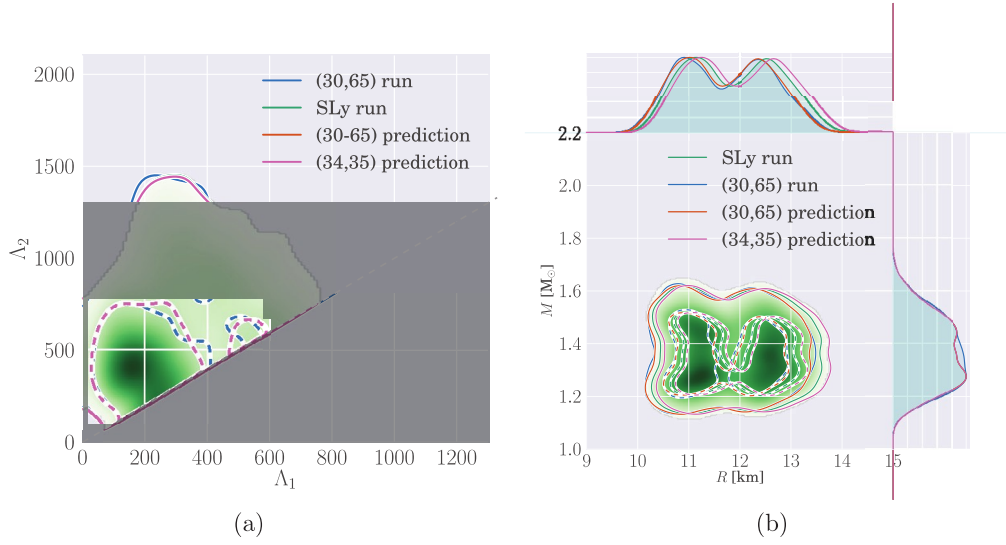 2000
1500
1000
500
0
Λ₂
0
200
400
600
800
1000
1200
Λ₁
(30,65) run
SLy run
(30-65) prediction
(34,35) prediction
(a)
2.2
2.0
1.8
1.6
1.4
1.2
1.0
M [M⊙]
9
10
11
12
13
14
15
R [km]
SLy run
(30,65) run
(30,65) prediction
(34,35) prediction
(b)